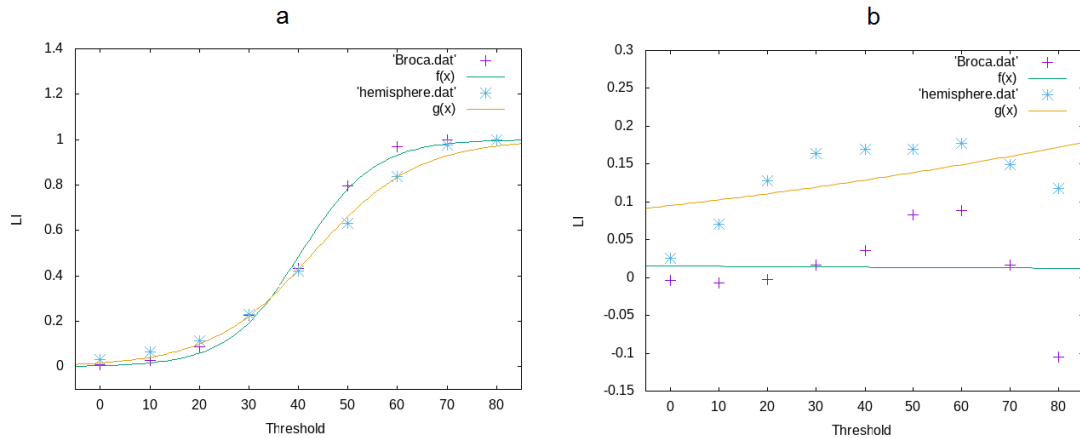 a
1.4
1.2
1
0.8
0.6
0.4
0.2
0
LI
'Broca.dat'
f(x)
'hemisphere.dat'
g(x)
0 10 20 30 40 50 60 70 80
Threshold
b
0.3
0.25
0.2
0.15
0.1
0.05
0
-0.05
-0.1
-0.15
LI
'Broca.dat'
f(x)
'hemisphere.dat'
g(x)
0 10 20 30 40 50 60 70 80
Threshold